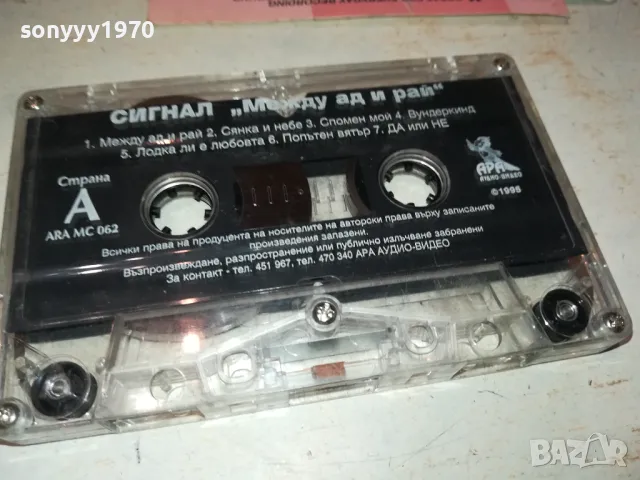 sonyyy1970
СИГНАЛ „Между ад и рай“
1. Между ад и рай 2. Сянка и небе 3. Спомен мой 4. Вундеркинд
5. Лодка ли е любовта 6. Попътен вятър 7. ДА или НЕ
Страна
А
ARA MC 062
АРА
АУДИО-ВИДЕО
©1996
Всички права на продуцента на носителите на авторски права върху записаните
произведения запазени.
Възпроизвеждане, разпространение или публично излъчване забранени
За контакт - тел. 451 967, тел. 470 340 АРА АУДИО-ВИДЕО
BAZAR